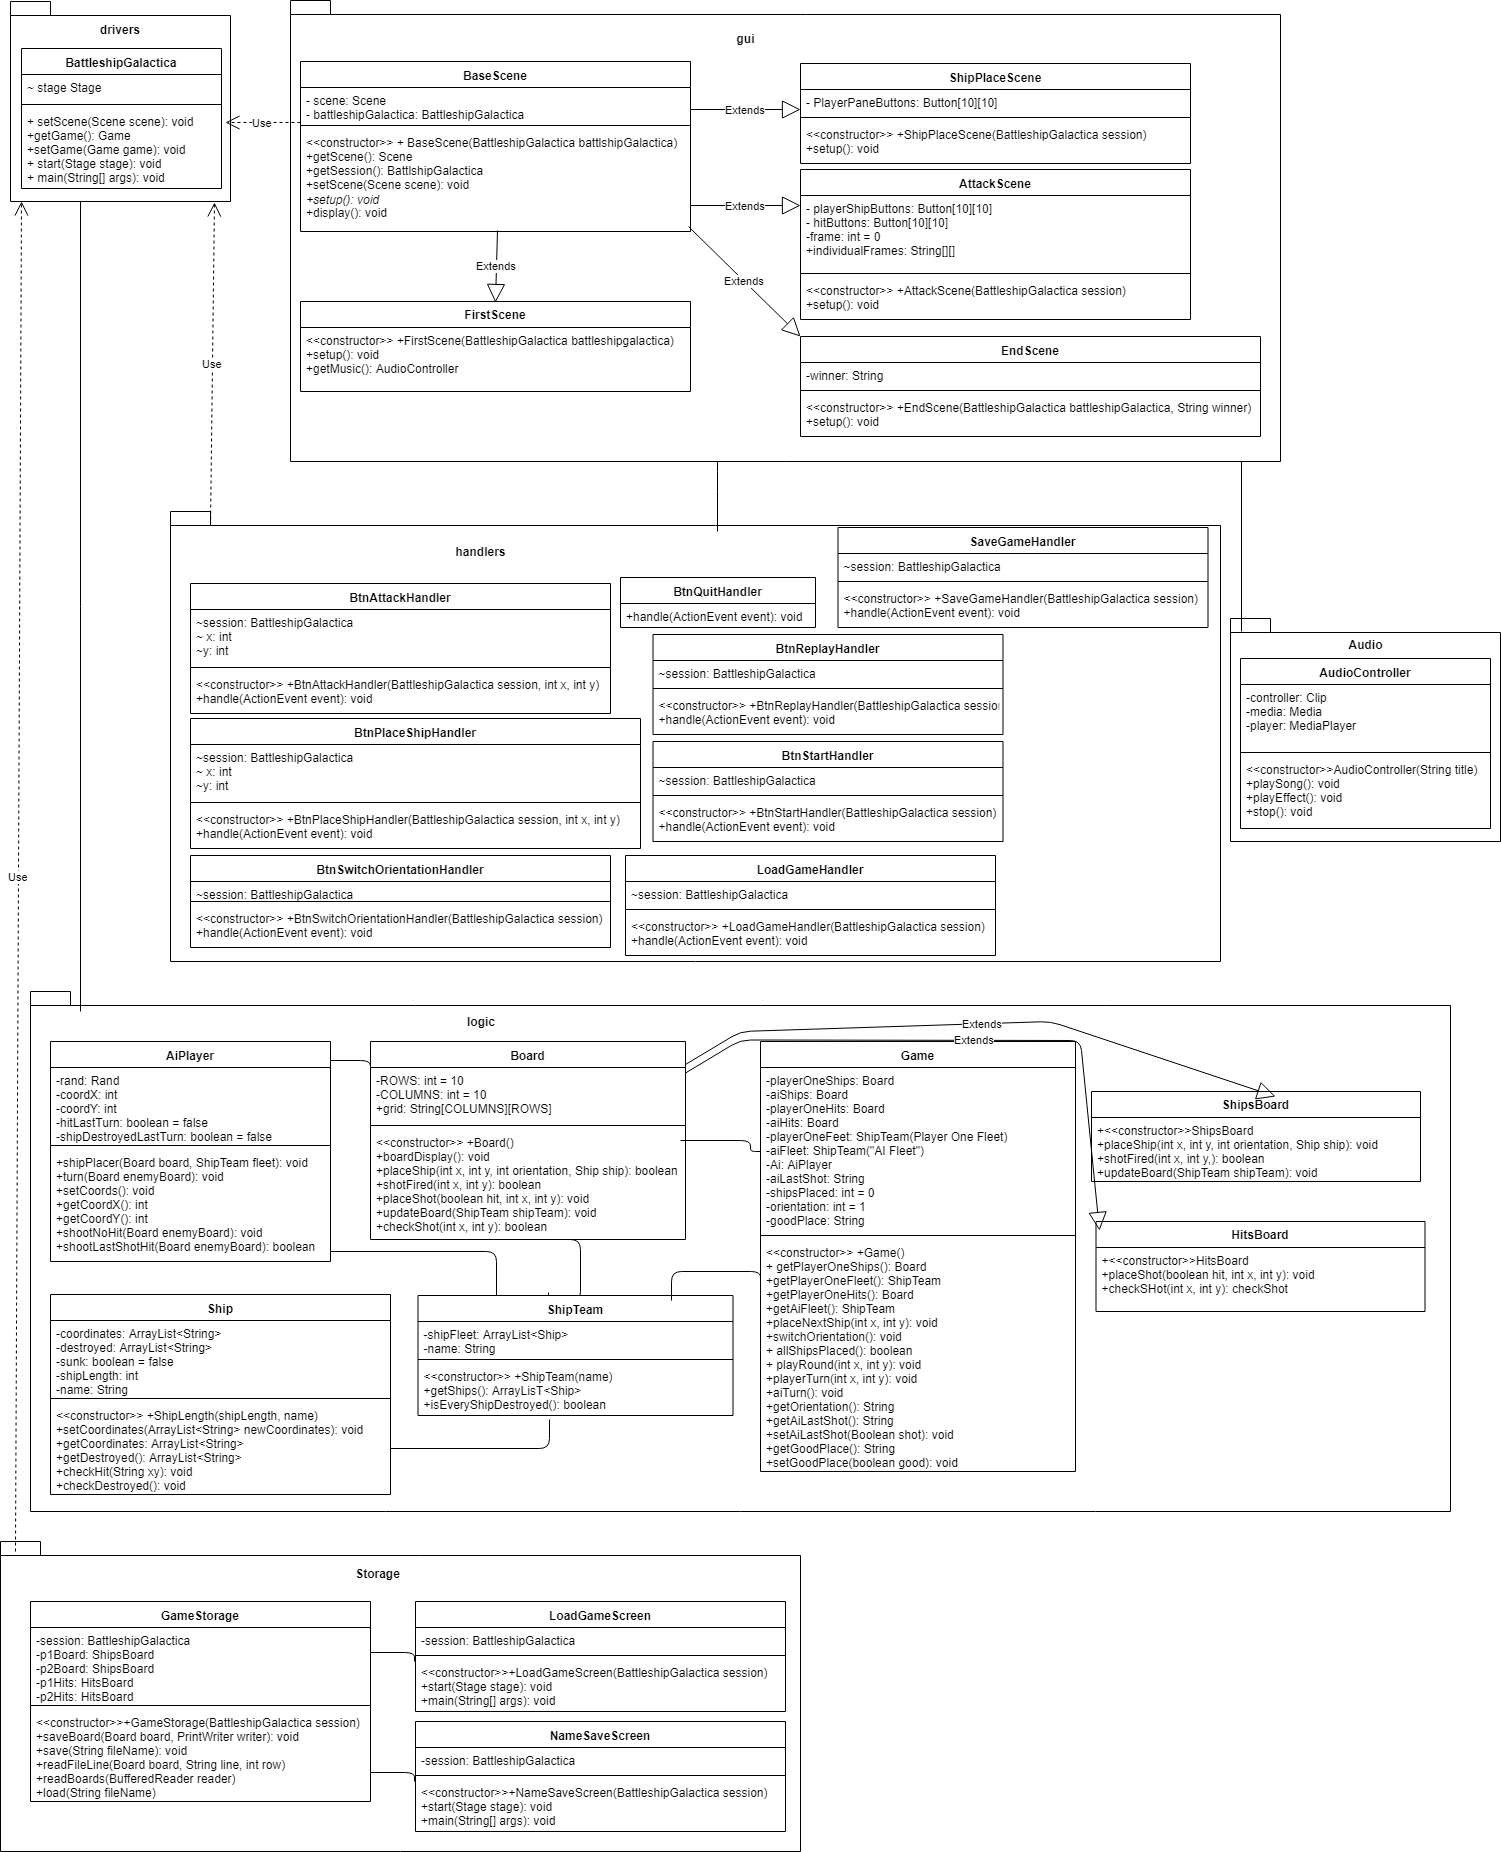 drivers
BattleshipGalactica
~ stage Stage
+ setScene(Scene scene): void
+getGame(): Game
+setGame(Game game): void
+ start(Stage stage): void
+ main(String[] args): void
gui
BaseScene
- scene: Scene
- battleshipGalactica: BattleshipGalactica
<<constructor>> + BaseScene(BattleshipGalactica battlshipGalactica)
+getScene(): Scene
+getSession(): BattlshipGalactica
+setScene(Scene scene): void
+setup(): void
+display(): void
Use
Extends
Extends
Extends
Extends
ShipPlaceScene
- PlayerPaneButtons: Button[10][10]
<<constructor>> +ShipPlaceScene(BattleshipGalactica session)
+setup(): void
AttackScene
- playerShipButtons: Button[10][10]
- hitButtons: Button[10][10]
-frame: int = 0
+individualFrames: String[][]
<<constructor>> +AttackScene(BattleshipGalactica session)
+setup(): void
FirstScene
<<constructor>> +FirstScene(BattleshipGalactica battleshipgalactica)
+setup(): void
+getMusic(): AudioController
EndScene
-winner: String
<<constructor>> +EndScene(BattleshipGalactica battleshipGalactica, String winner)
+setup(): void
Use
handlers
BtnAttackHandler
~session: BattleshipGalactica
~ x: int
~y: int
<<constructor>> +BtnAttackHandler(BattleshipGalactica session, int x, int y)
+handle(ActionEvent event): void
BtnQuitHandler
+handle(ActionEvent event): void
SaveGameHandler
~session: BattleshipGalactica
<<constructor>> +SaveGameHandler(BattleshipGalactica session)
+handle(ActionEvent event): void
BtnReplayHandler
~session: BattleshipGalactica
<<constructor>> +BtnReplayHandler(BattleshipGalactica sessio
+handle(ActionEvent event): void
BtnPlaceShipHandler
~session: BattleshipGalactica
~ x: int
~y: int
<<constructor>> +BtnPlaceShipHandler(BattleshipGalactica session, int x, int y)
+handle(ActionEvent event): void
BtnStartHandler
~session: BattleshipGalactica
<<constructor>> +BtnStartHandler(BattleshipGalactica session)
+handle(ActionEvent event): void
BtnSwitchOrientationHandler
~session: BattleshipGalactica
<<constructor>> +BtnSwitchOrientationHandler(BattleshipGalactica session)
+handle(ActionEvent event): void
LoadGameHandler
~session: BattleshipGalactica
<<constructor>> +LoadGameHandler(BattleshipGalactica session)
+handle(ActionEvent event): void
Audio
AudioController
-controller: Clip
-media: Media
-player: MediaPlayer
<<constructor>>AudioController(String title)
+playSong(): void
+playEffect(): void
+stop(): void
Use
logic
AiPlayer
-rand: Rand
-coordX: int
-coordY: int
-hitLastTurn: boolean = false
-shipDestroyedLastTurn: boolean = false
+shipPlacer(Board board, ShipTeam fleet): void
+turn(Board enemyBoard): void
+setCoords(): void
+getCoordX(): int
+getCoordY(): int
+shootNoHit(Board enemyBoard): void
+shootLastShotHit(Board enemyBoard): boolean
Board
-ROWS: int = 10
-COLUMNS: int = 10
+grid: String[COLUMNS][ROWS]
<<constructor>> +Board()
+boardDisplay(): void
+placeShip(int x, int y, int orientation, Ship ship): boolean
+shotFired(int x, int y): boolean
+placeShot(boolean hit, int x, int y): void
+updateBoard(ShipTeam shipTeam): void
+checkShot(int x, int y): boolean
Extends
Extends
Game
-playerOneShips: Board
-aiShips: Board
-playerOneHits: Board
-aiHits: Board
-playerOneFeet: ShipTeam(Player One Fleet)
-aiFleet: ShipTeam("AI Fleet")
-Ai: AiPlayer
-aiLastShot: String
-shipsPlaced: int = 0
-orientation: int = 1
-goodPlace: String
<<constructor>> +Game()
+ getPlayerOneShips(): Board
+getPlayerOneFleet(): ShipTeam
+getPlayerOneHits(): Board
+getAiFleet(): ShipTeam
+placeNextShip(int x, int y): void
+switchOrientation(): void
+ allShipsPlaced(): boolean
+ playRound(int x, int y): void
+playerTurn(int x, int y): void
+aiTurn(): void
+getOrientation(): String
+getAiLastShot(): String
+setAiLastShot(Boolean shot): void
+getGoodPlace(): String
+setGoodPlace(boolean good): void
ShipsBoard
+<<constructor>>ShipsBoard
+placeShip(int x, int y, int orientation, Ship ship): void
+shotFired(int x, int y,): boolean
+updateBoard(ShipTeam shipTeam): void
HitsBoard
+<<constructor>>HitsBoard
+placeShot(boolean hit, int x, int y): void
+checkSHot(int x, int y): checkShot
Ship
-coordinates: ArrayList<String>
-destroyed: ArrayList<String>
-sunk: boolean = false
-shipLength: int
-name: String
<<constructor>> +ShipLength(shipLength, name)
+setCoordinates(ArrayList<String> newCoordinates): void
+getCoordinates: ArrayList<String>
+getDestroyed(): ArrayList<String>
+checkHit(String xy): void
+checkDestroyed(): void
ShipTeam
-shipFleet: ArrayList<Ship>
-name: String
<<constructor>> +ShipTeam(name)
+getShips(): ArrayLisT<Ship>
+isEveryShipDestroyed(): boolean
Storage
GameStorage
-session: BattleshipGalactica
-p1Board: ShipsBoard
-p2Board: ShipsBoard
-p1Hits: HitsBoard
-p2Hits: HitsBoard
<<constructor>>+GameStorage(BattleshipGalactica session)
+saveBoard(Board board, PrintWriter writer): void
+save(String fileName): void
+readFileLine(Board board, String line, int row)
+readBoards(BufferedReader reader)
+load(String fileName)
LoadGameScreen
-session: BattleshipGalactica
<<constructor>>+LoadGameScreen(BattleshipGalactica session)
+start(Stage stage): void
+main(String[] args): void
NameSaveScreen
-session: BattleshipGalactica
<<constructor>>+NameSaveScreen(BattleshipGalactica session)
+start(Stage stage): void
+main(String[] args): void